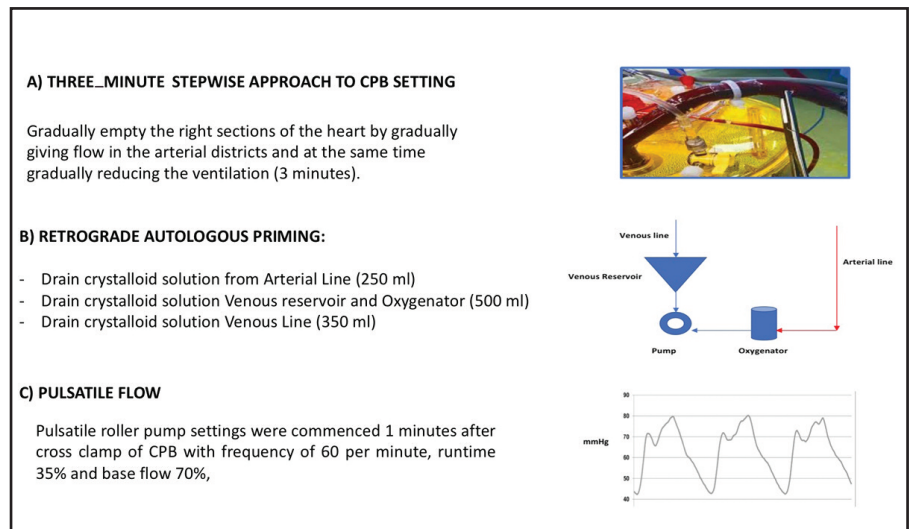 A) THREE_MINUTE STEPWISE APPROACH TO CPB SETTING
Gradually empty the right sections of the heart by gradually
giving flow in the arterial districts and at the same time
gradually reducing the ventilation (3 minutes).
B) RETROGRADE AUTOLOGOUS PRIMING:
- Drain crystalloid solution from Arterial Line (250 ml)
- Drain crystalloid solution Venous reservoir and Oxygenator (500 ml)
- Drain crystalloid solution Venous Line (350 ml)
Venous line
Arterial line
Venous Reservoir
Pump
Oxygenator
C) PULSATILE FLOW
Pulsatile roller pump settings were commenced 1 minutes after
cross clamp of CPB with frequency of 60 per minute, runtime
35% and base flow 70%,
mmHg
90
80
70
60
50
40